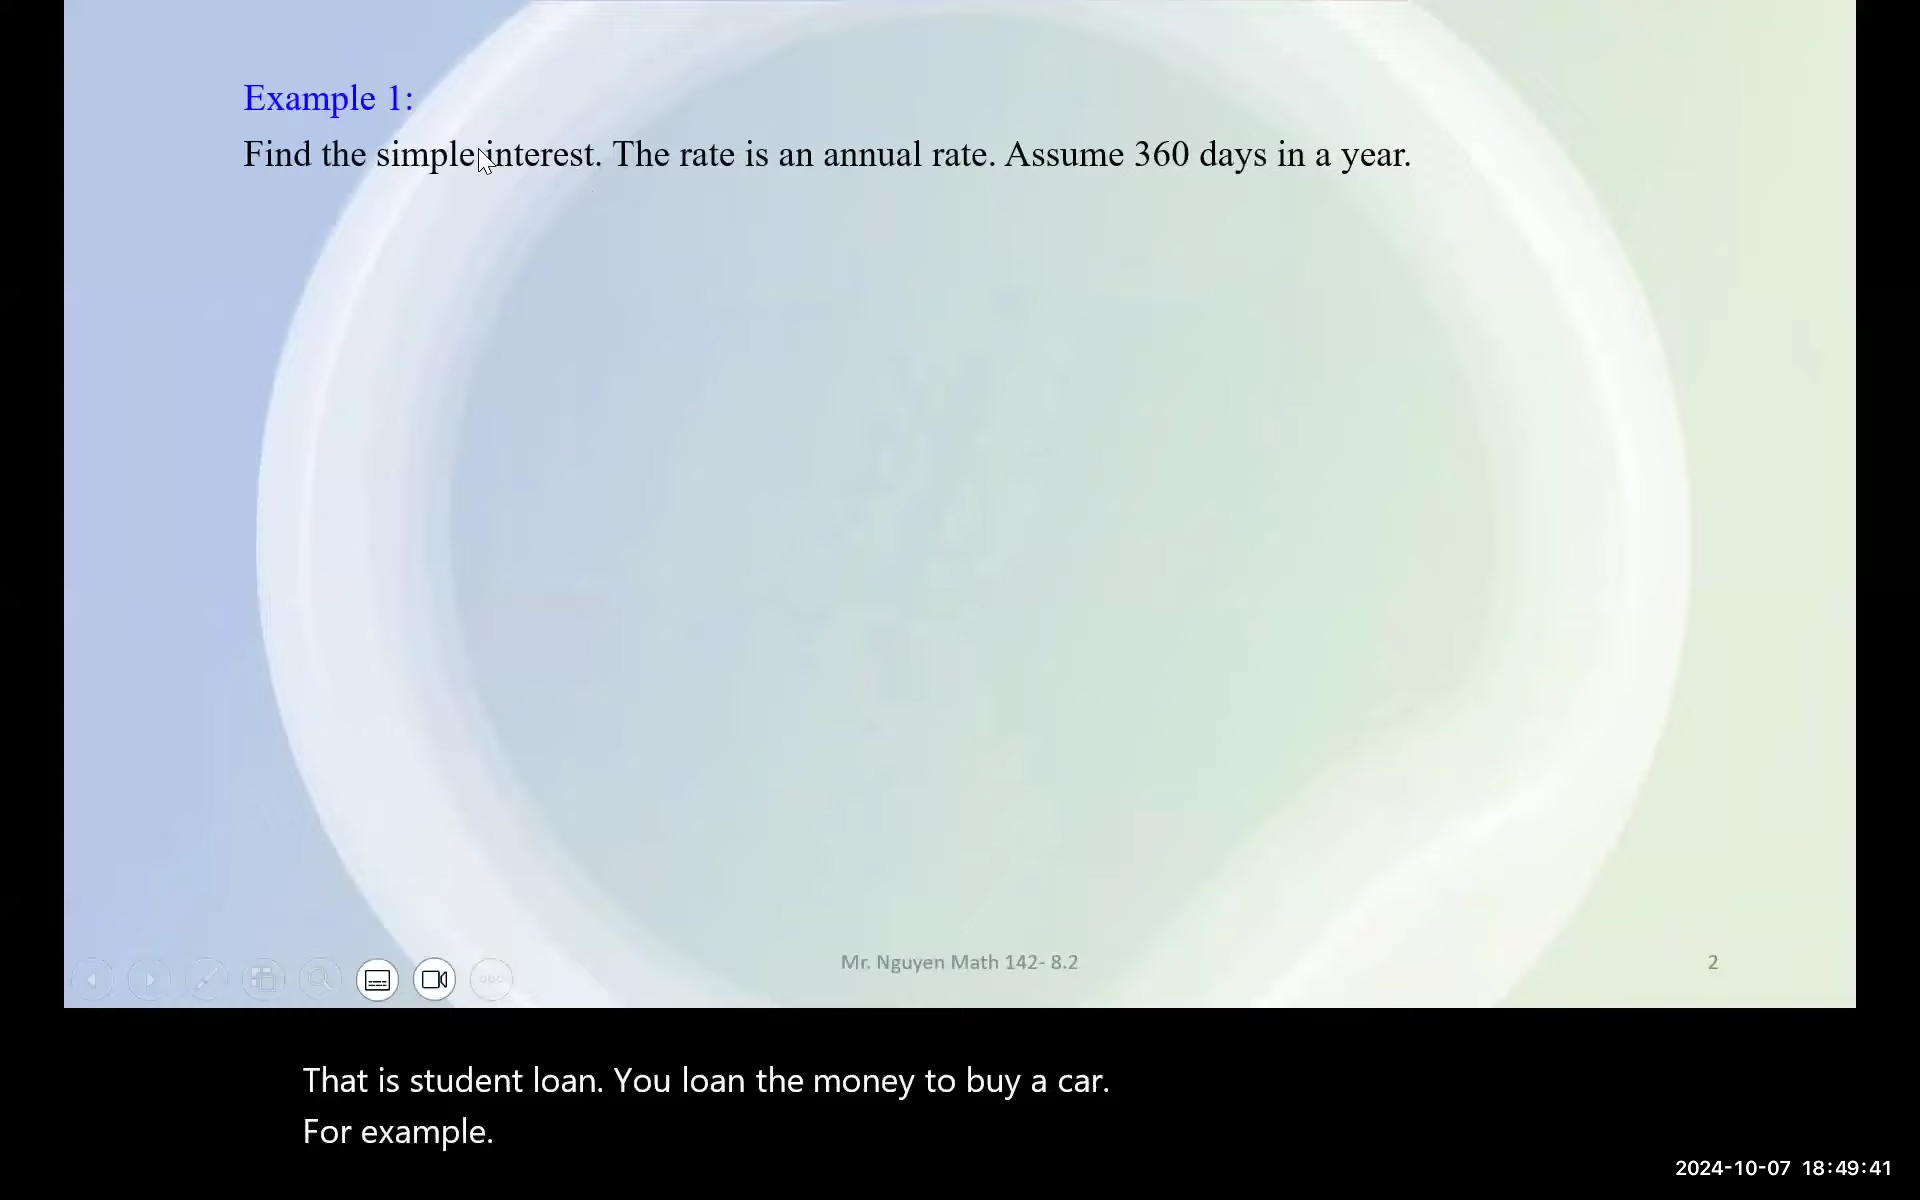 Example 1:
Find the simple interest. The rate is an annual rate. Assume 360 days in a year.
Mr. Nguyen Math 142- 8.2
2
That is student loan. You loan the money to buy a car.
For example.
2024-10-07 18:49:41